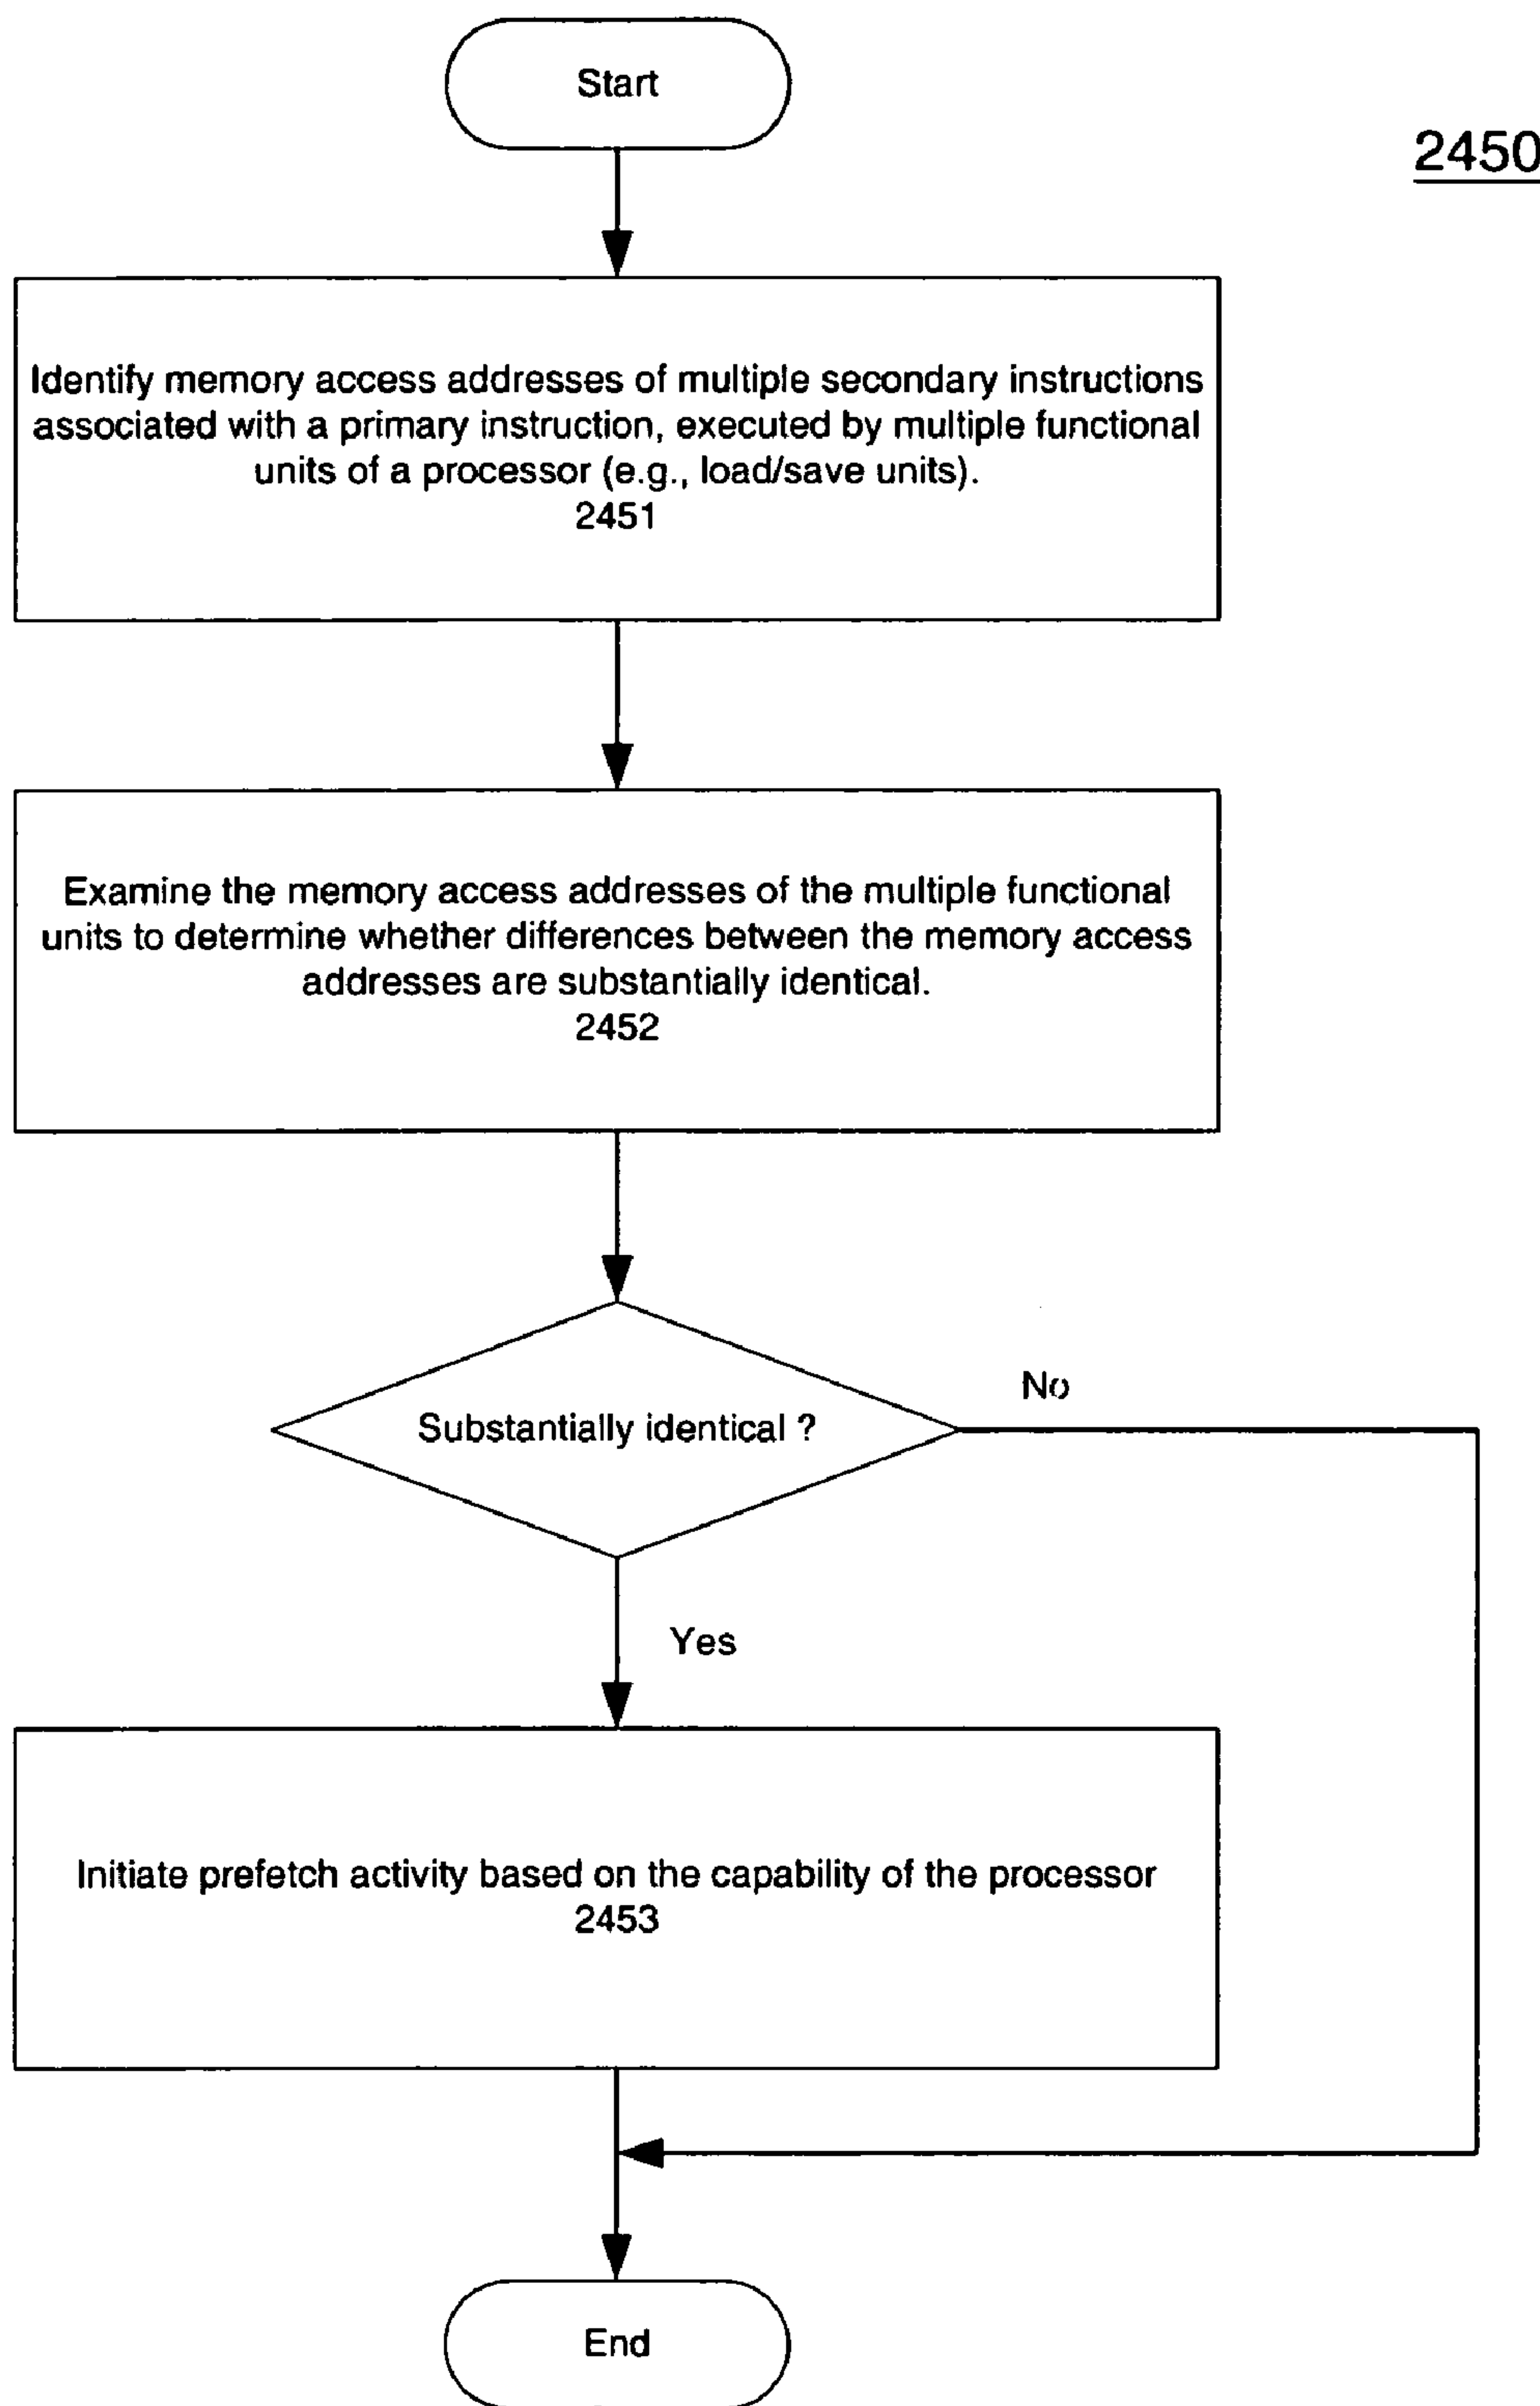 Start
2450
Identify memory access addresses of multiple secondary instructions
associated with a primary instruction, executed by multiple functional
units of a processor (e.g., load/save units).
2451
Examine the memory access addresses of the multiple functional
units to determine whether differences between the memory access
addresses are substantially identical.
2452
No
Substantially identical ?
Yes
Initiate prefetch activity based on the capability of the processor
2453
End